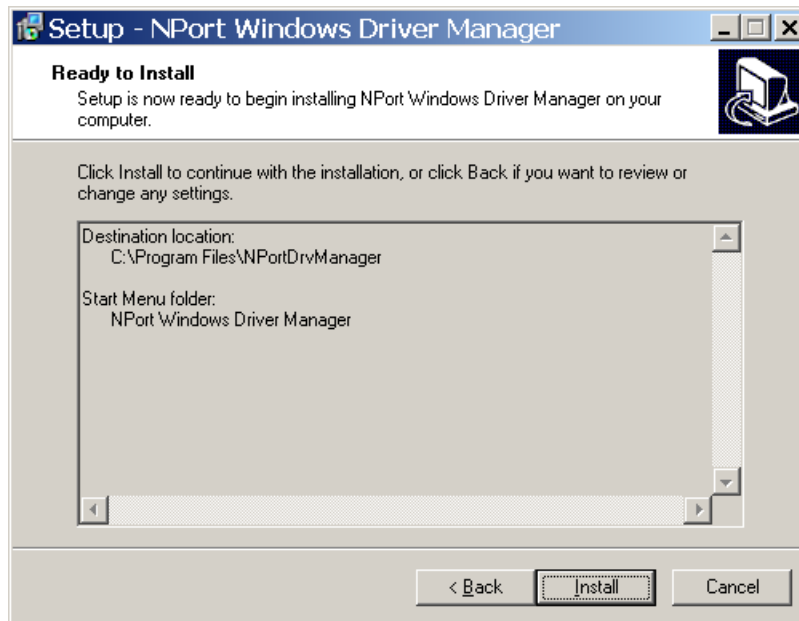 Setup - NPort Windows Driver Manager
Ready to Install
Setup is now ready to begin installing NPort Windows Driver Manager on your
computer.
Click Install to continue with the installation, or click Back if you want to review or
change any settings.
Destination location:
C:\Program Files\NPortDrvManager
Start Menu folder:
NPort Windows Driver Manager
< Back
Install
Cancel